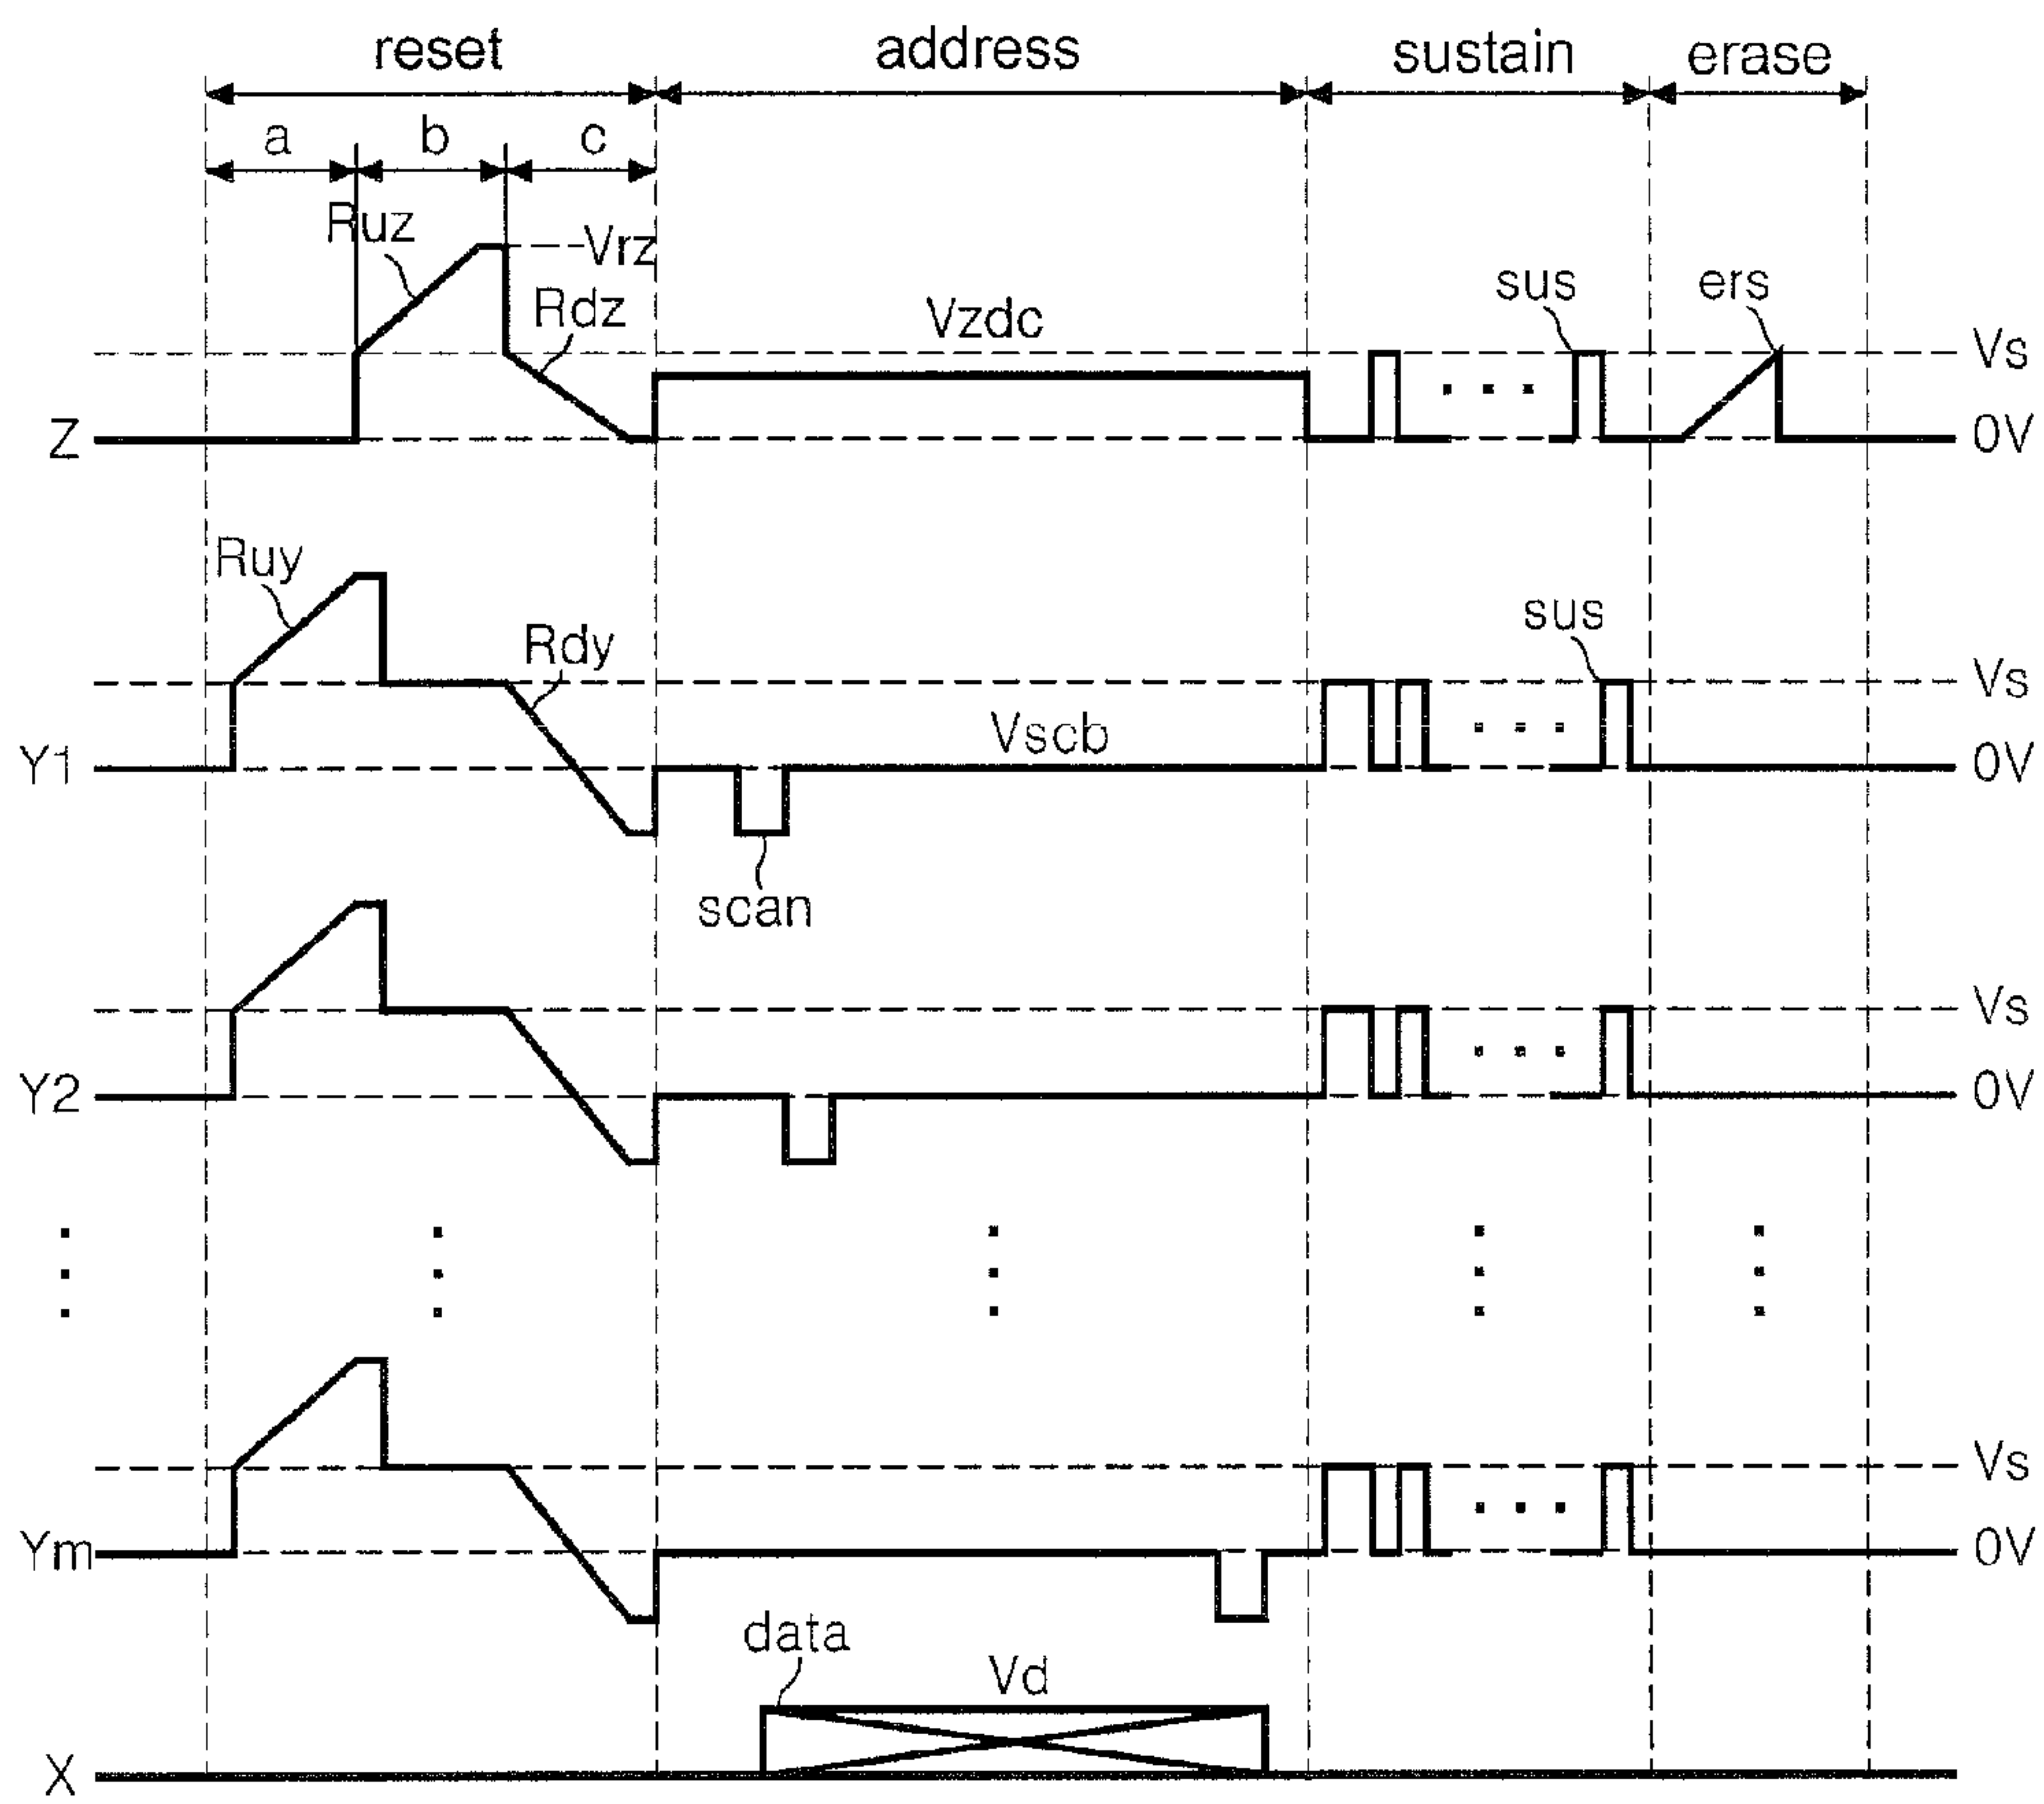 reset address sustain erase
a b c
Ruz Vrz
Rdz Vzdc sus ers
Vs
Z 0V
Ruy Rdy sus
Vs
Vscb
Y1 0V
scan
Vs
Y2 0V
Vs
Ym 0V
data Vd
X